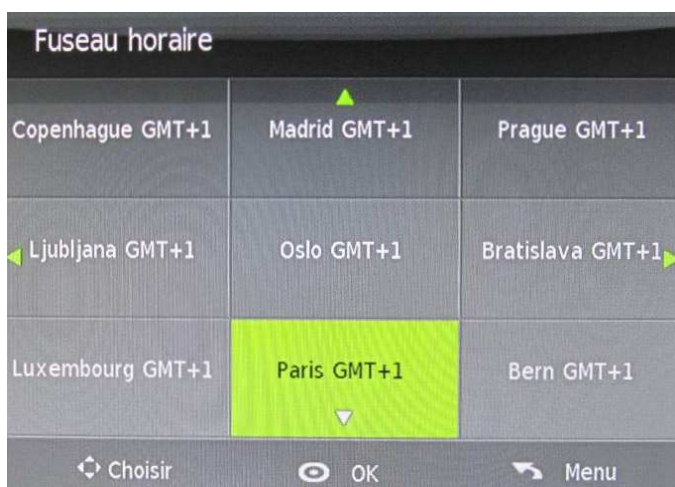 Fuseau horaire
Copenhague GMT+1 Madrid GMT+1 Prague GMT+1
Ljubljana GMT+1 Oslo GMT+1 Bratislava GMT+1
Luxembourg GMT+1 Paris GMT+1 Bern GMT+1
Choisir OK Menu